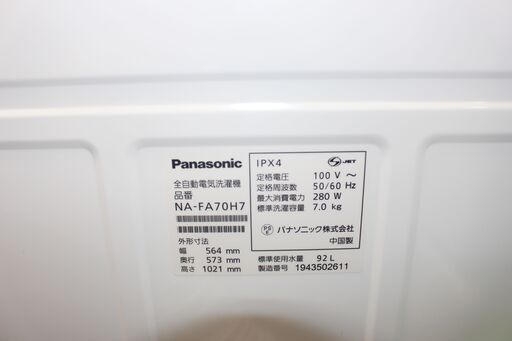 Panasonic
全自動電気洗濯機
品番
NA-FA70H7
外形寸法
幅 564 mm
奥行 573 mm
高さ 1021 mm
IPX4
JET
定格電圧 100 V ～
定格周波数 50/60 Hz
最大消費電力 280 W
標準洗濯容量 7.0 kg
PS E パナソニック株式会社
中国製
標準使用水量 92 L
製造番号 1943502611